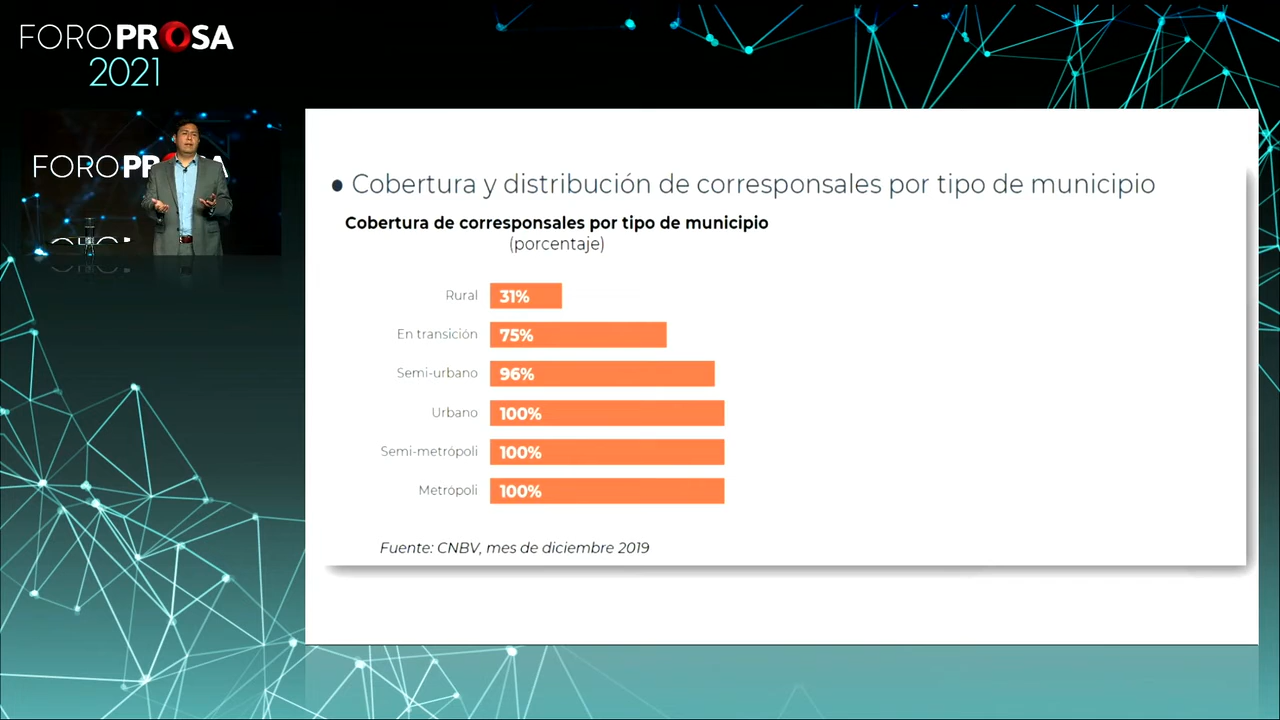 FOROPROSA
2021
FOROPR SA
• Cobertura y distribución de corresponsales por tipo de municipio
Cobertura de corresponsales por tipo de municipio
(porcentaje)
Rural 31%
En transición 75%
Semi-urbano 96%
Urbano 100%
Semi-metrópoli 100%
Metrópoli 100%
Fuente: CNBV, mes de diciembre 2019